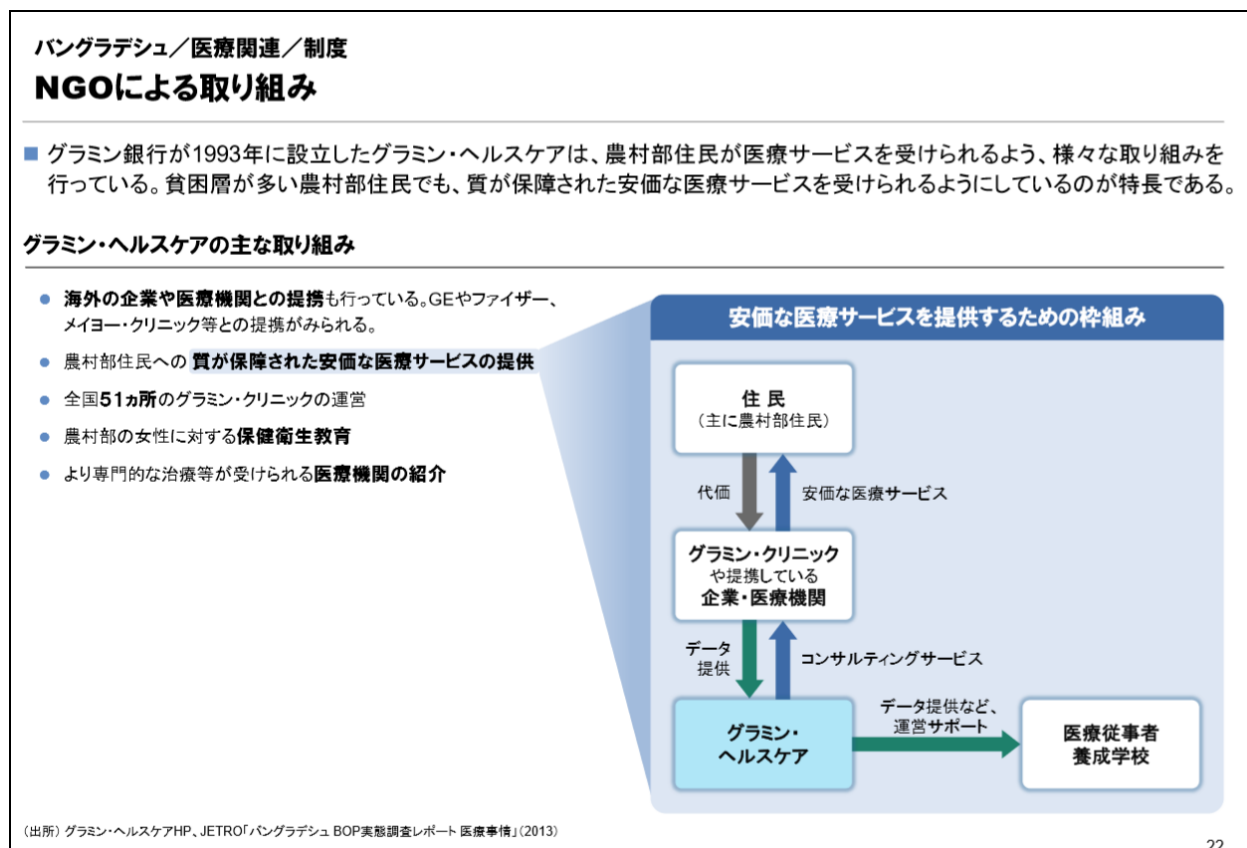 バングラデシュ／医療関連／制度
NGOによる取り組み
■ グラミン銀行が1993年に設立したグラミン・ヘルスケアは、農村部住民が医療サービスを受けられるよう、様々な取り組みを
行っている。貧困層が多い農村部住民でも、質が保障された安価な医療サービスを受けられるようにしているのが特長である。
グラミン・ヘルスケアの主な取り組み
● 海外の企業や医療機関との提携も行っている。GEやファイザー、
メイヨー・クリニック等との提携がみられる。
● 農村部住民への 質が保障された安価な医療サービスの提供
● 全国51ヵ所のグラミン・クリニックの運営
● 農村部の女性に対する保健衛生教育
● より専門的な治療等が受けられる医療機関の紹介
安価な医療サービスを提供するための枠組み
住 民
（主に農村部住民）
代価
安価な医療サービス
グラミン・クリニック
や提携している
企業・医療機関
データ
提供
コンサルティングサービス
グラミン・
ヘルスケア
データ提供など、
運営サポート
医療従事者
養成学校
（出所） グラミン・ヘルスケアHP、JETRO「バングラデシュ BOP実態調査レポート 医療事情」（2013）
22